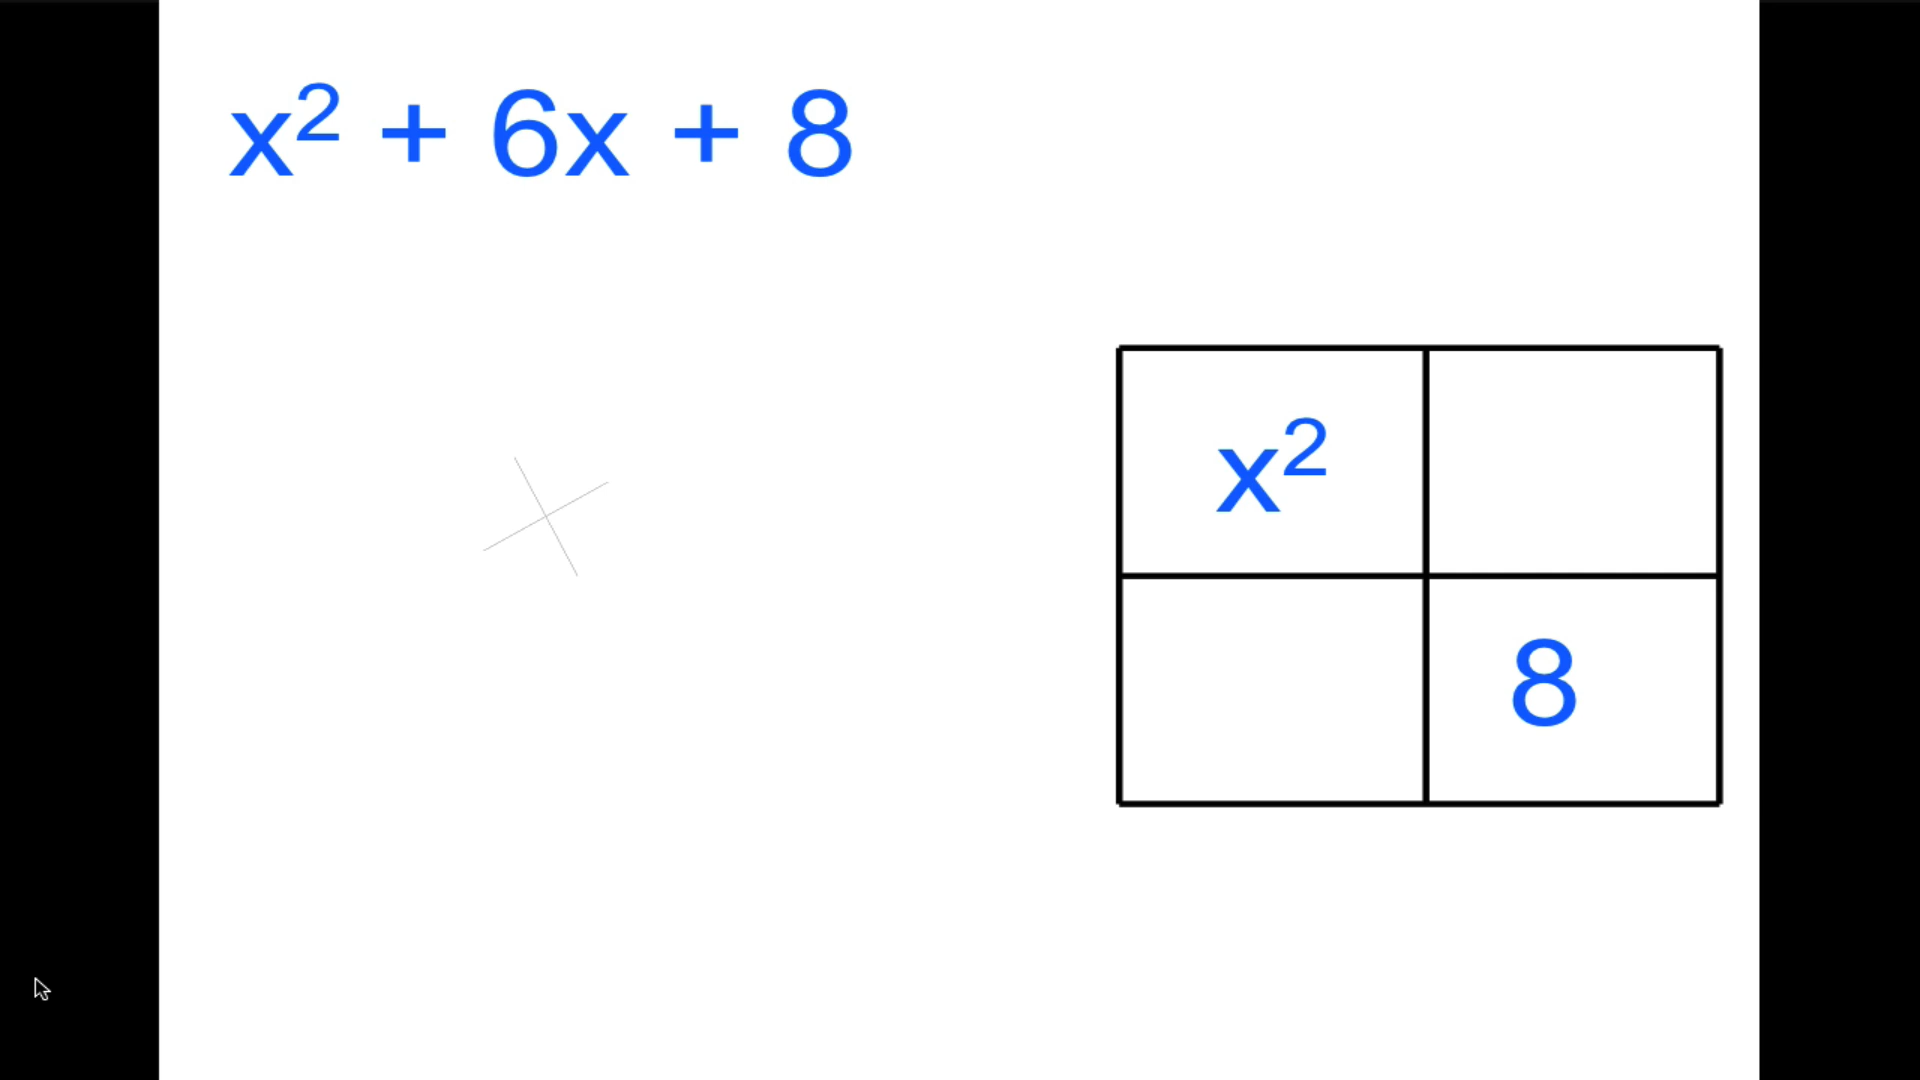 x² + 6x + 8
x²
8